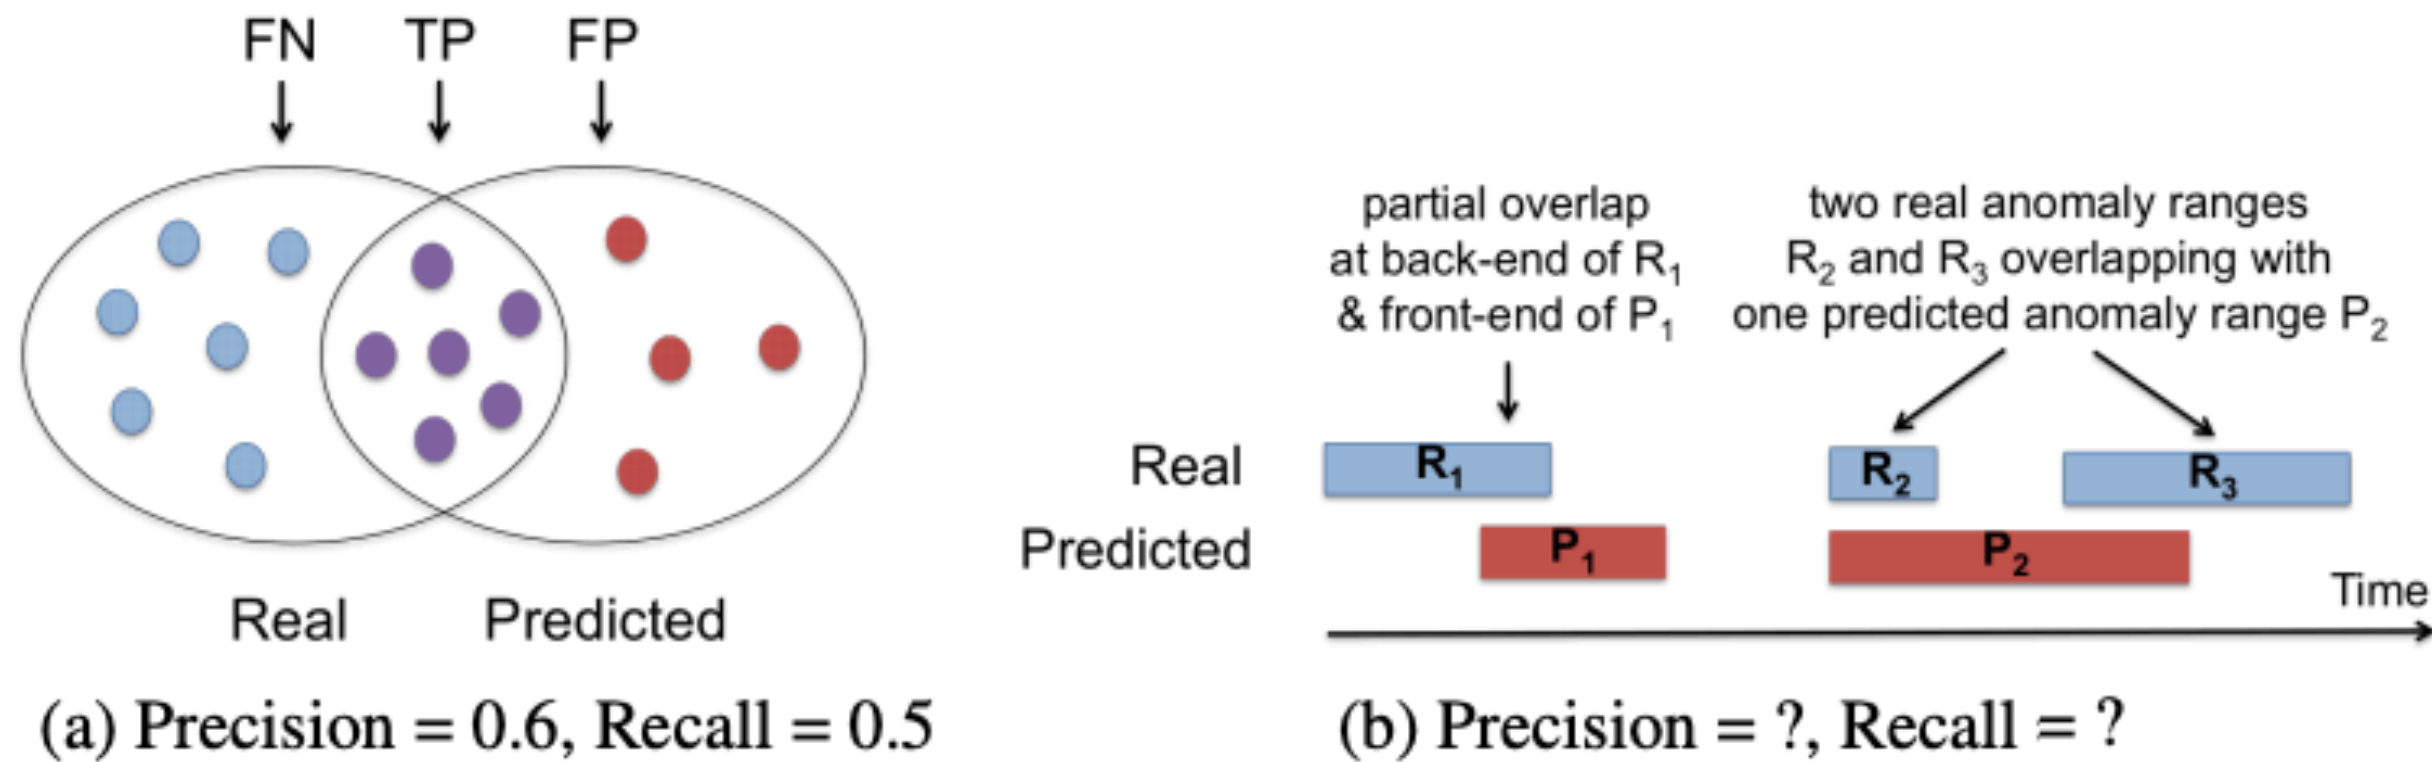 FN TP FP
Real Predicted
(a) Precision = 0.6, Recall = 0.5
partial overlap
at back-end of R₁
& front-end of P₁
two real anomaly ranges
R₂ and R₃ overlapping with
one predicted anomaly range P₂
Real R₁ R₂ R₃
Predicted P₁ P₂
Time
(b) Precision = ?, Recall = ?